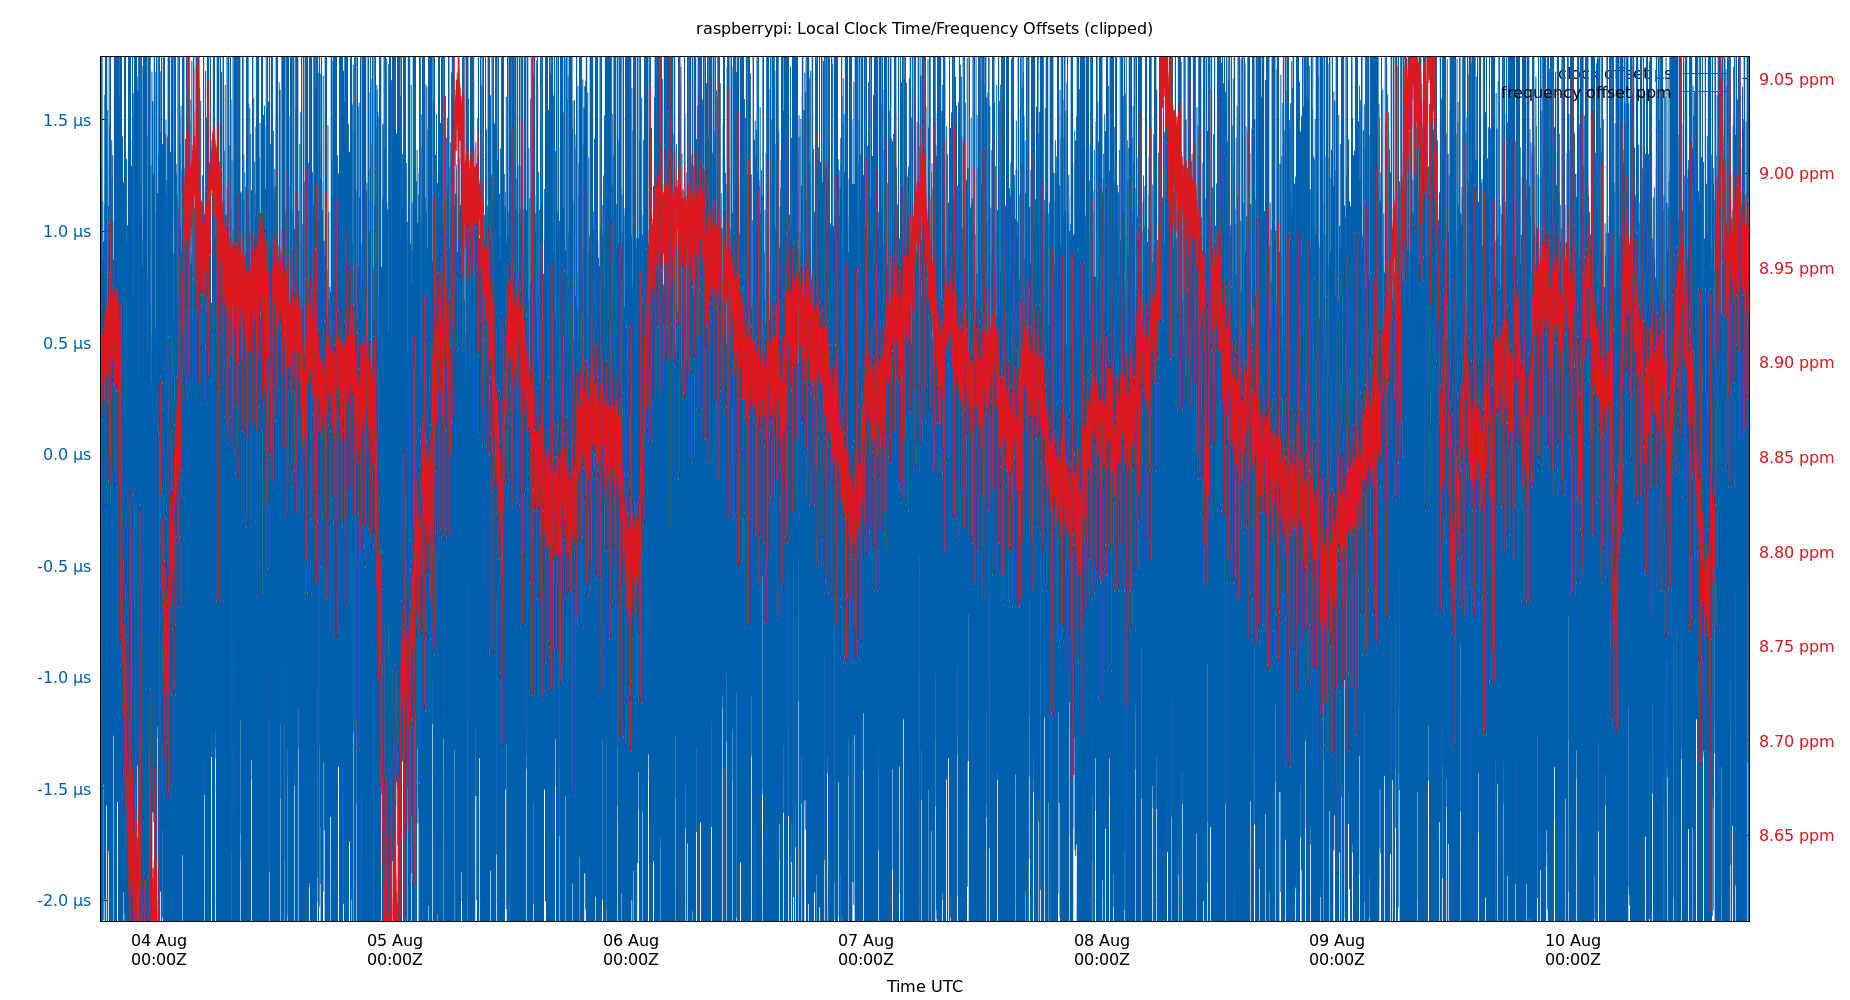 raspberrypi: Local Clock Time/Frequency Offsets (clipped)
clock offset µs
frequency offset ppm
1.5 µs
1.0 µs
0.5 µs
0.0 µs
-0.5 µs
-1.0 µs
-1.5 µs
-2.0 µs
9.05 ppm
9.00 ppm
8.95 ppm
8.90 ppm
8.85 ppm
8.80 ppm
8.75 ppm
8.70 ppm
8.65 ppm
04 Aug
00:00Z
05 Aug
00:00Z
06 Aug
00:00Z
07 Aug
00:00Z
08 Aug
00:00Z
09 Aug
00:00Z
10 Aug
00:00Z
Time UTC